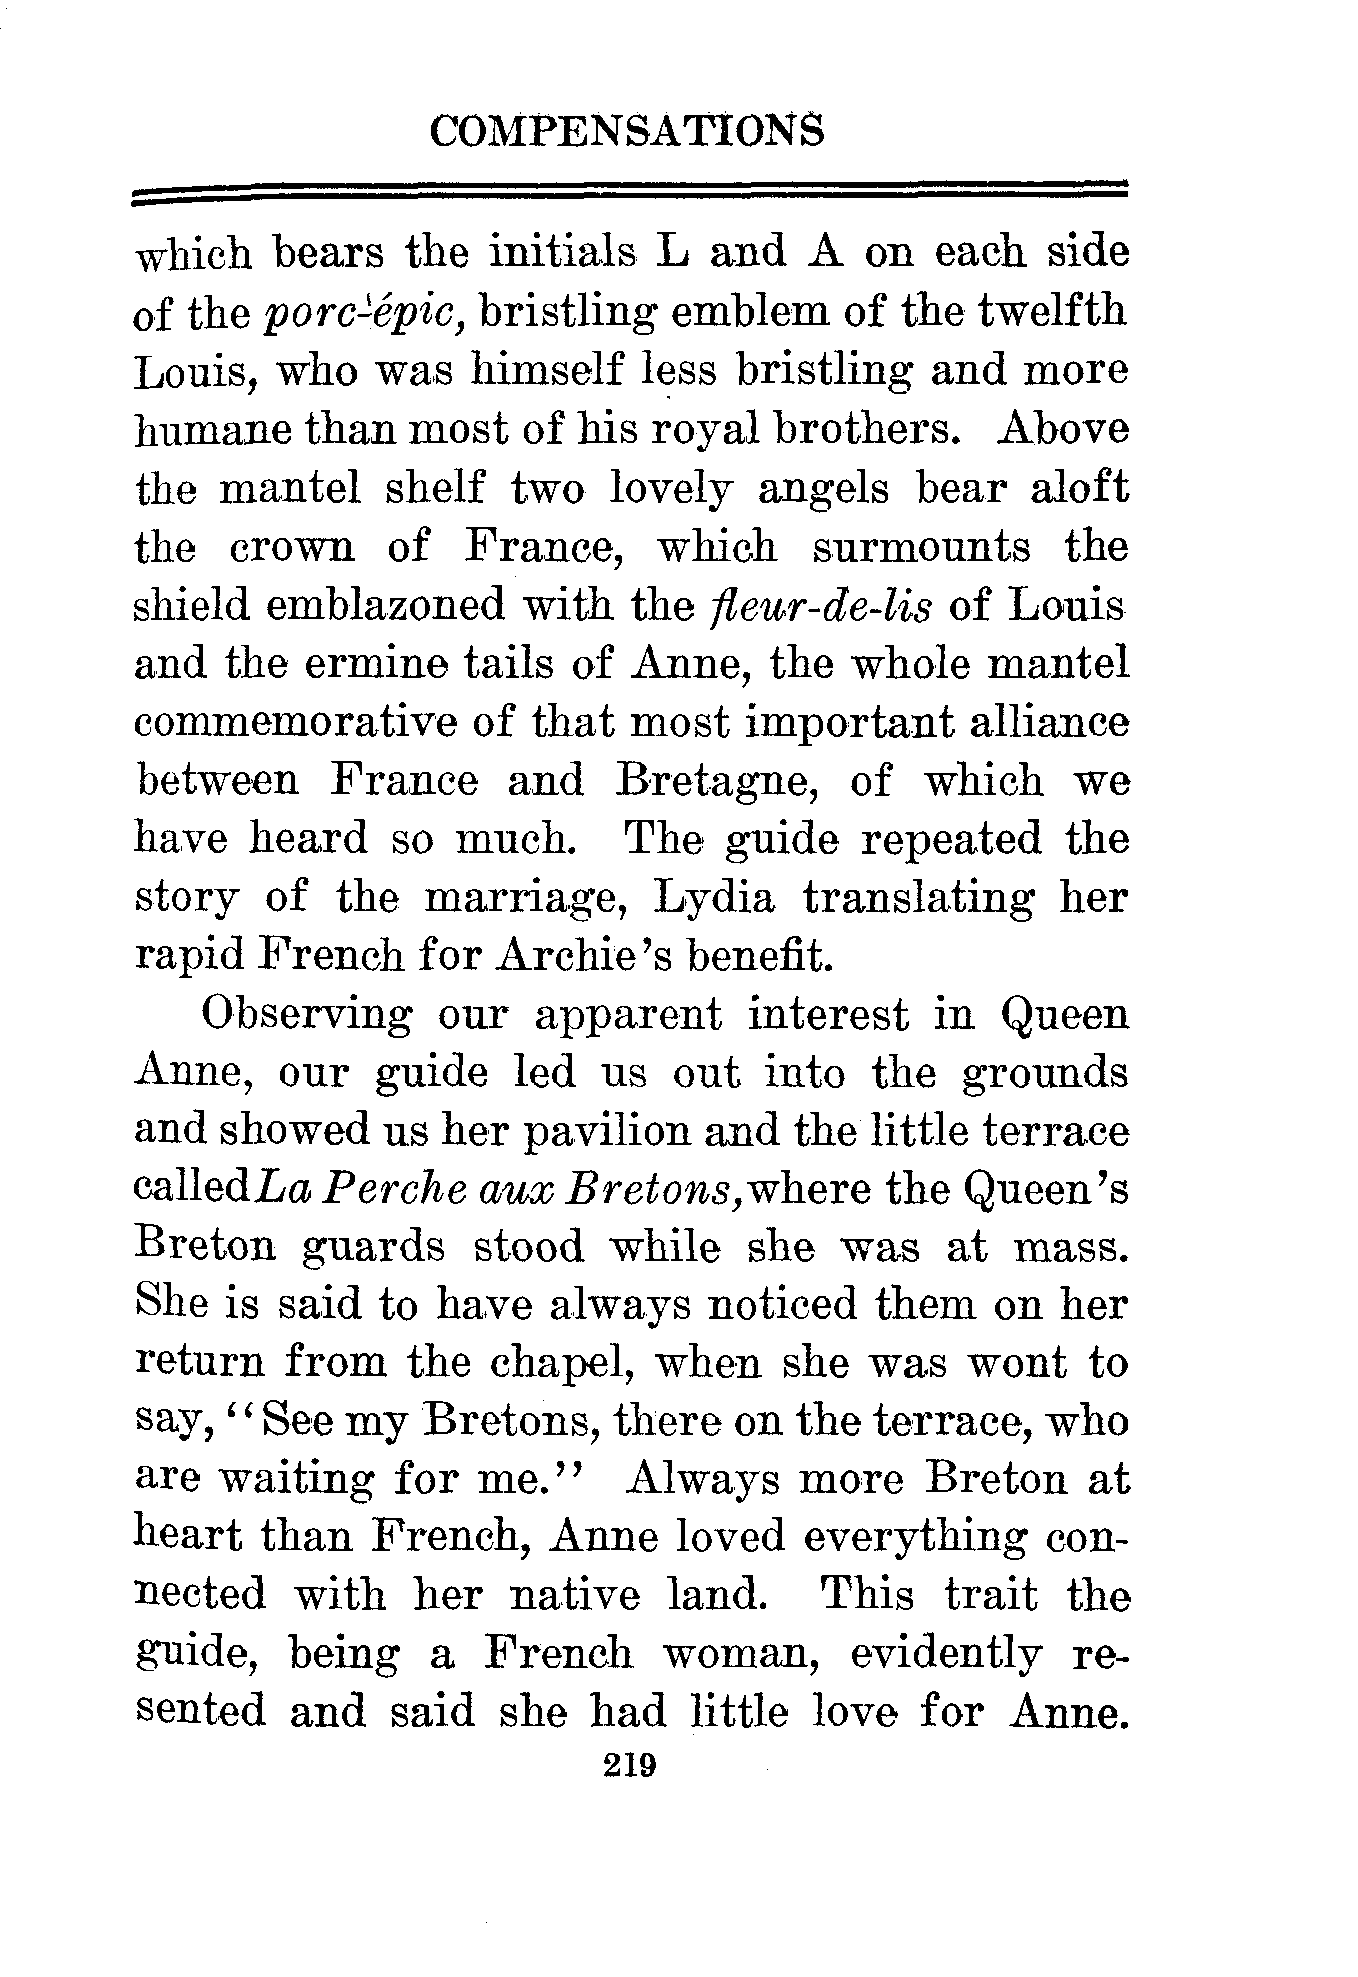 COMPENSATIONS
which bears the initials L and A on each side
of the porc-épic, bristling emblem of the twelfth
Louis, who was himself less bristling and more
humane than most of his royal brothers. Above
the mantel shelf two lovely angels bear aloft
the crown of France, which surmounts the
shield emblazoned with the fleur-de-lis of Louis
and the ermine tails of Anne, the whole mantel
commemorative of that most important alliance
between France and Bretagne, of which we
have heard so much. The guide repeated the
story of the marriage, Lydia translating her
rapid French for Archie's benefit.
Observing our apparent interest in Queen
Anne, our guide led us out into the grounds
and showed us her pavilion and the little terrace
called La Perche aux Bretons, where the Queen's
Breton guards stood while she was at mass.
She is said to have always noticed them on her
return from the chapel, when she was wont to
say, "See my Bretons, there on the terrace, who
are waiting for me." Always more Breton at
heart than French, Anne loved everything con-
nected with her native land. This trait the
guide, being a French woman, evidently re-
sented and said she had little love for Anne.
219